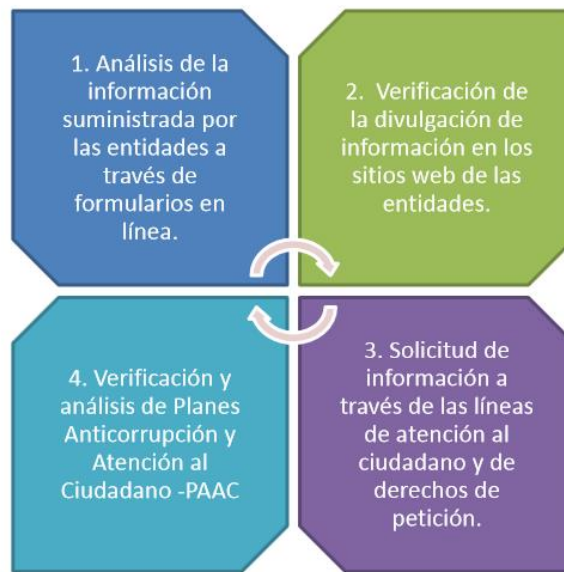 1. Análisis de la
información
suministrada por
las entidades a
través de
formularios en
línea.
2.  Verificación de
la divulgación de
información en los
sitios web de las
entidades.
3. Solicitud de
información a
través de las líneas
de atención al
ciudadano y de
derechos de
petición.
4. Verificación y
análisis de Planes
Anticorrupción y
Atención al
Ciudadano -PAAC